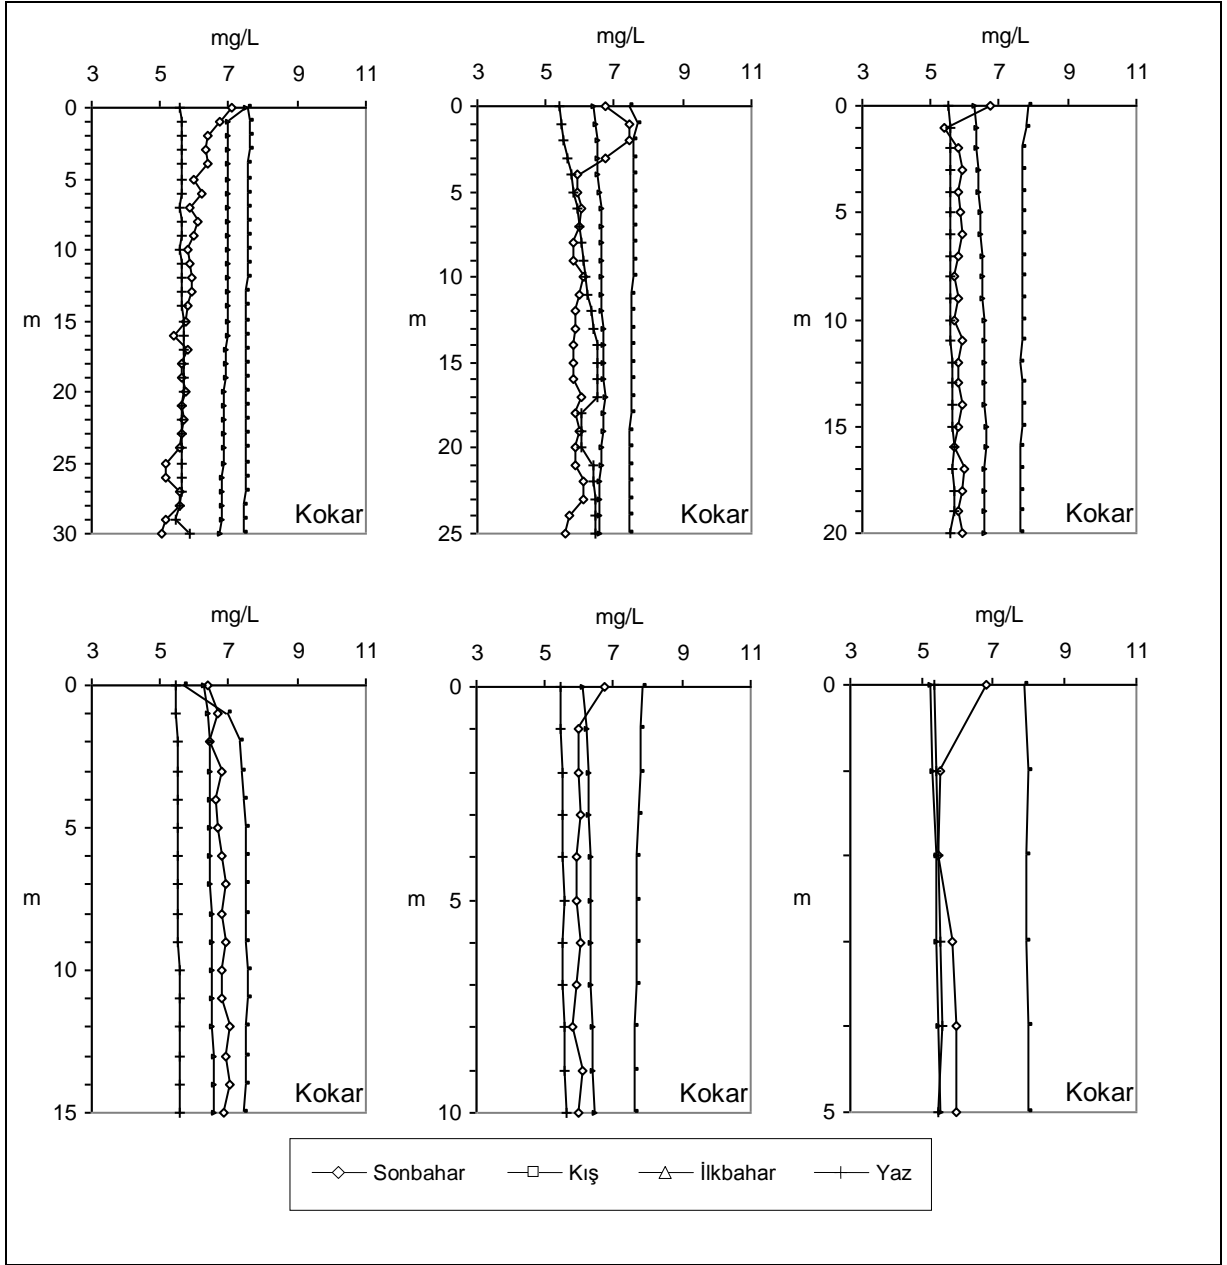 mg/L mg/L mg/L
3 5 7 9 11 3 5 7 9 11 3 5 7 9 11
0 0 0
5 5 5
10 10 10
15 15 15
20 20 20
25 25
30
m m m
Kokar Kokar Kokar
mg/L mg/L mg/L
3 5 7 9 11 3 5 7 9 11 3 5 7 9 11
0 0 0
5 5 5
10 10
15
m m m
Kokar Kokar
Sonbahar Kış İlkbahar Yaz